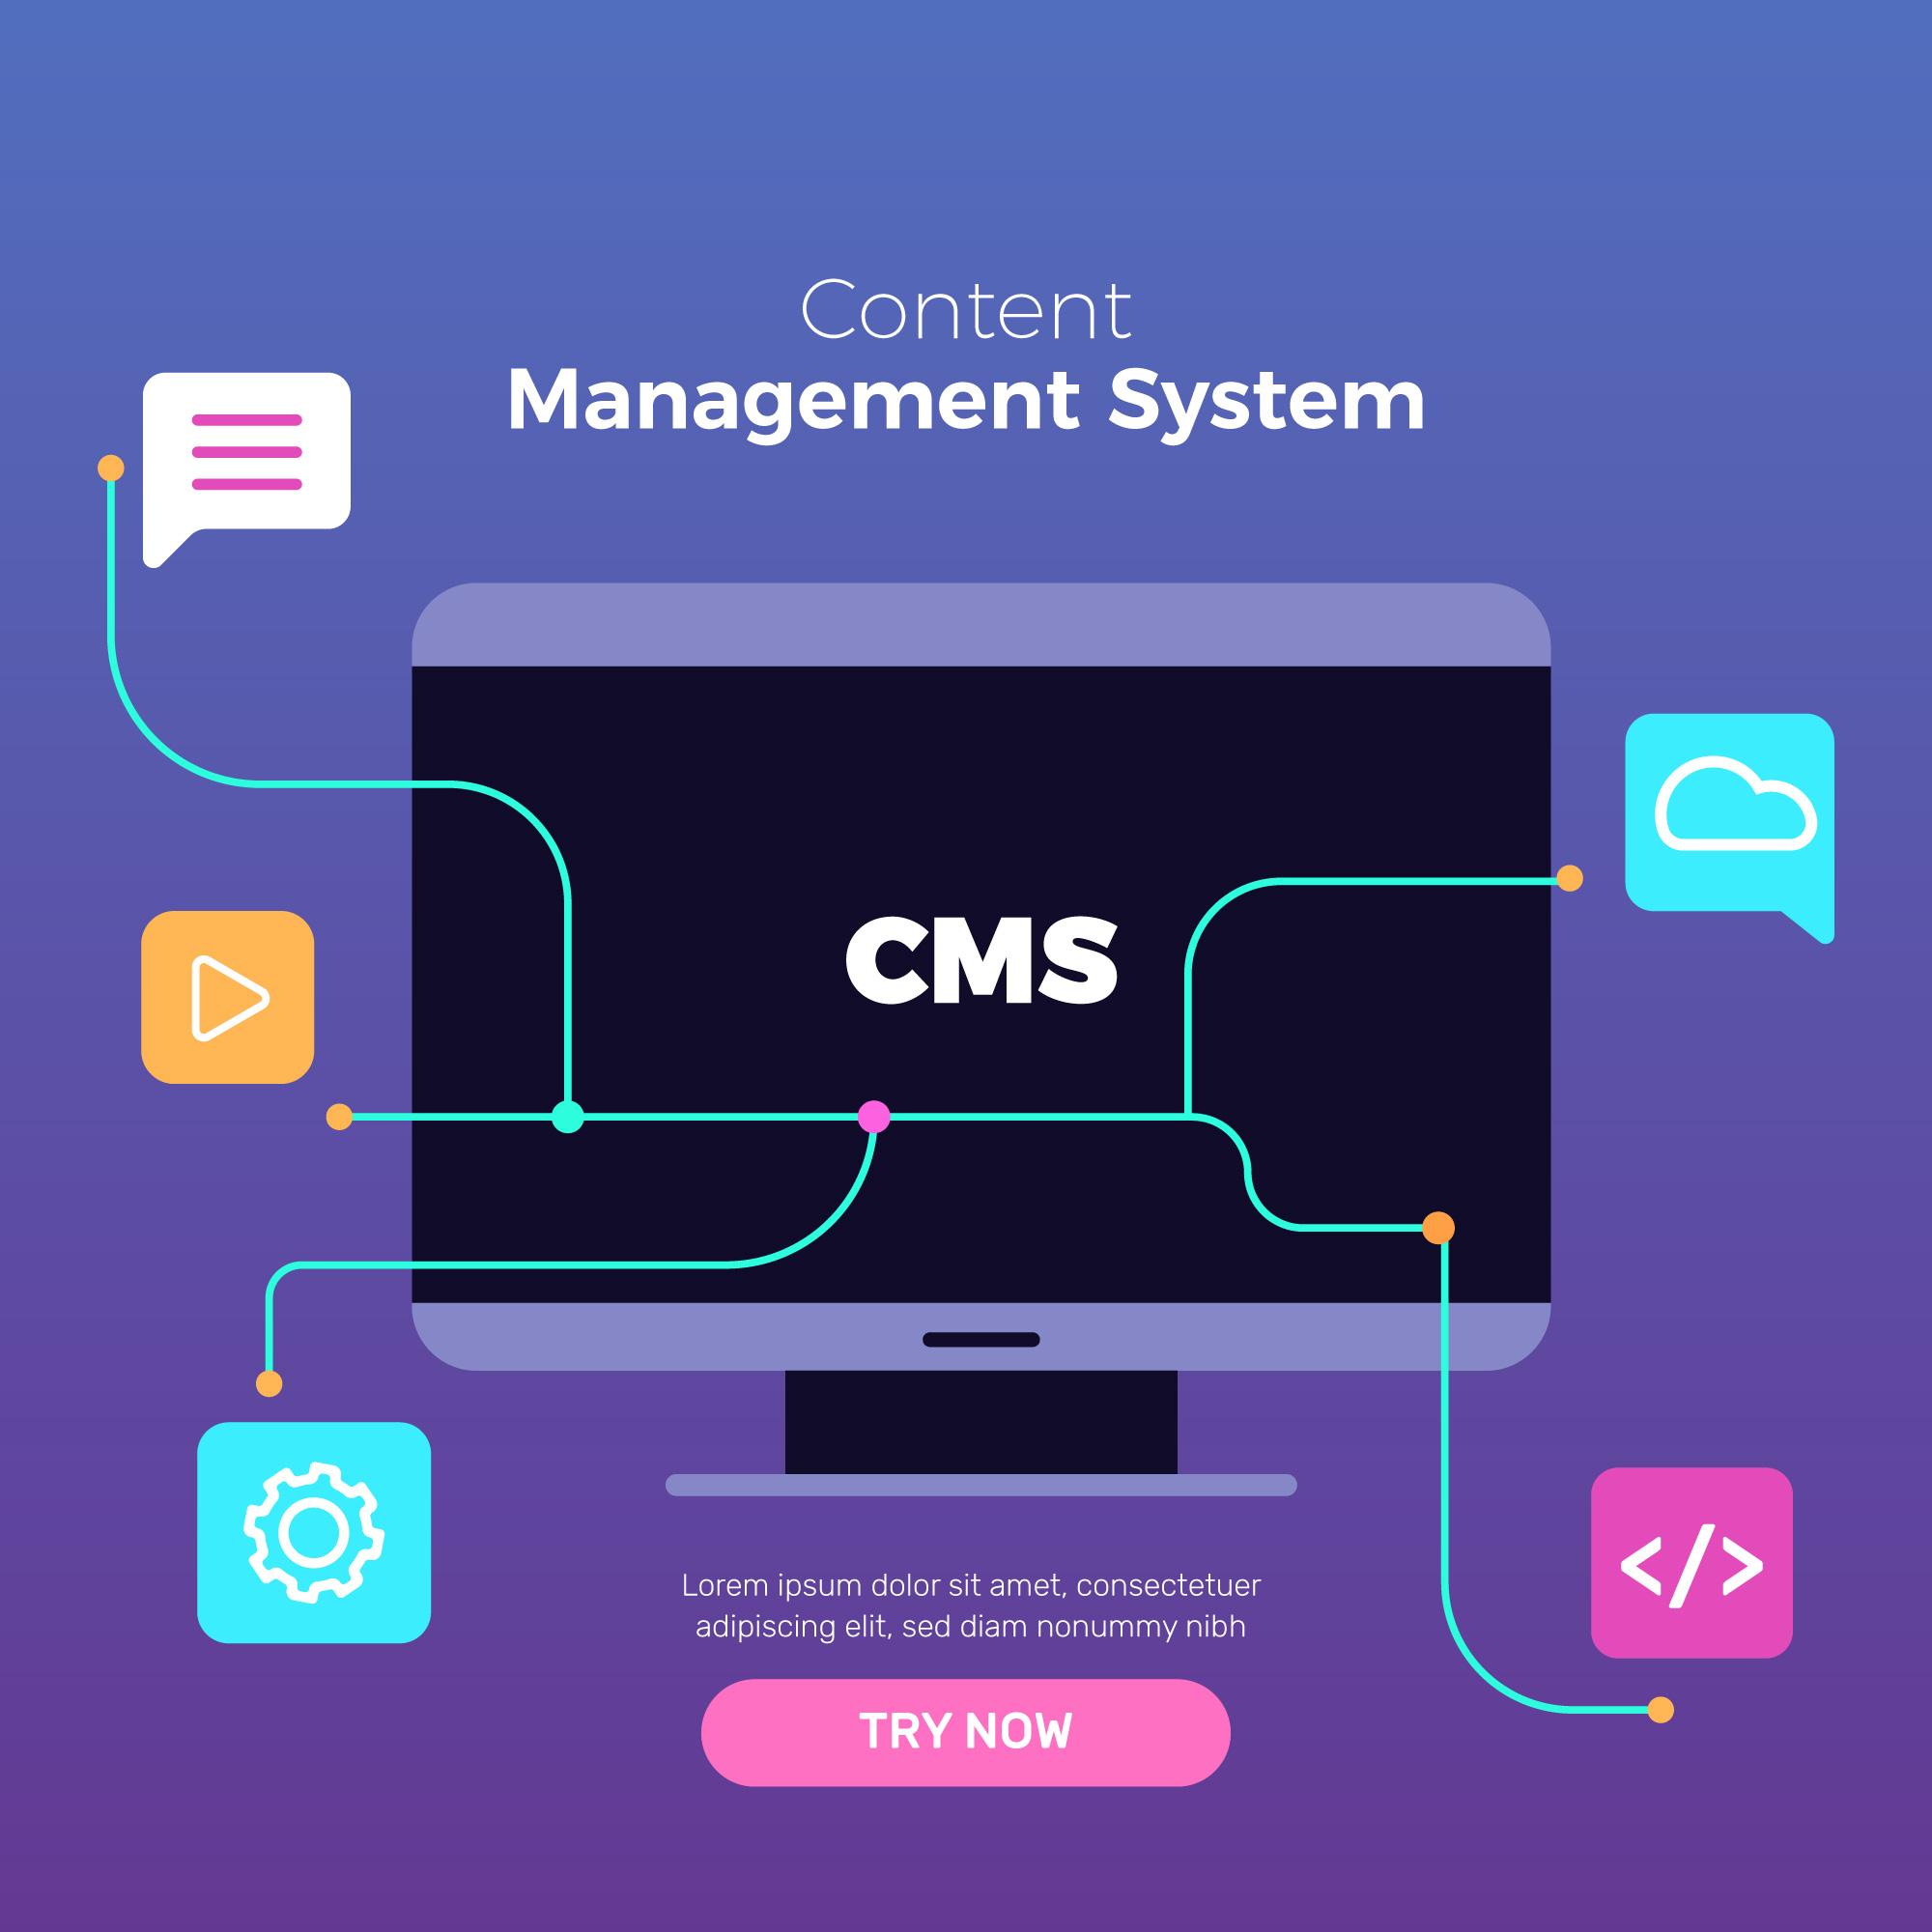 Content
Management System
CMS
</>
Lorem ipsum dolor sit amet, consectetuer
adipiscing elit, sed diam nonummy nibh
TRY NOW